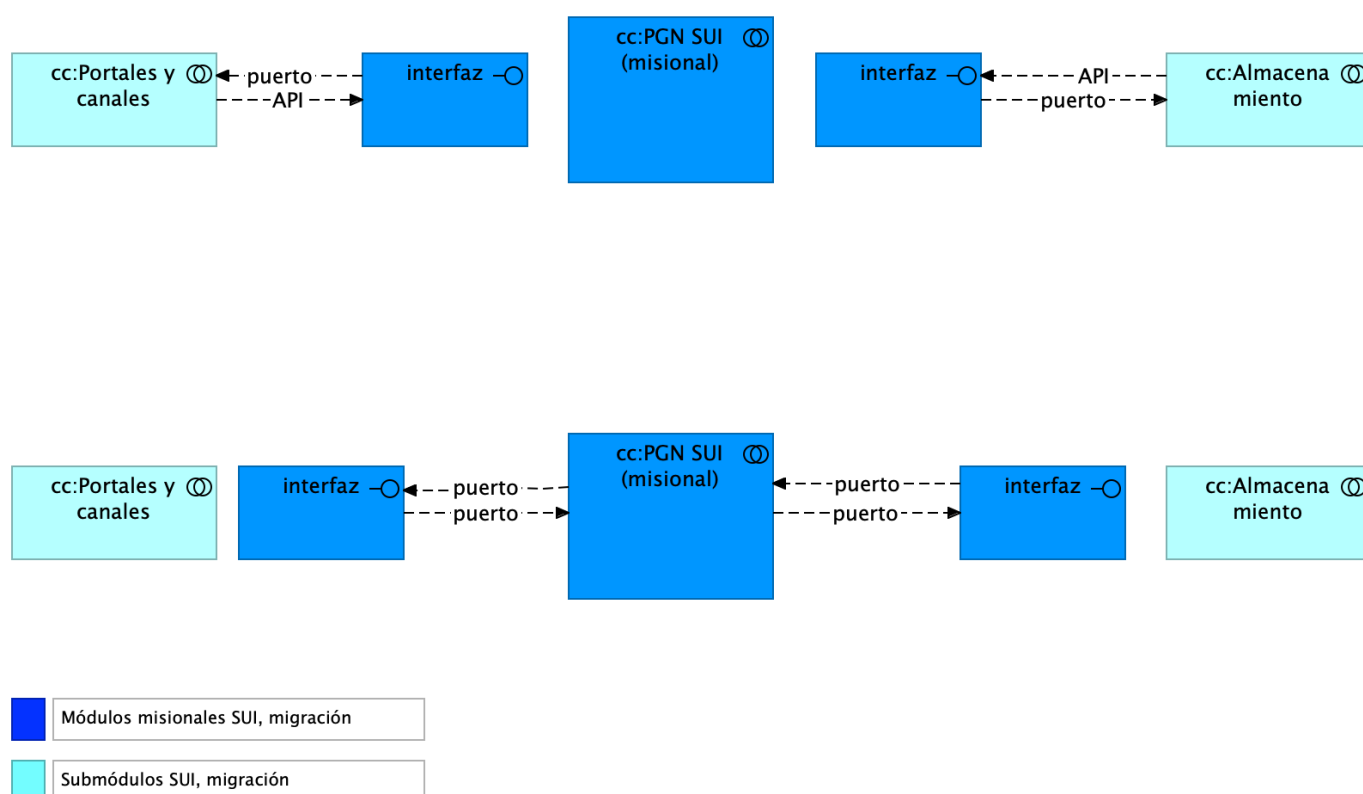 cc:PGN SUI
(misional)
cc:Portales y
canales
puerto
API
interfaz
interfaz
API
puerto
cc:Almacena
miento
cc:PGN SUI
(misional)
cc:Portales y
canales
interfaz
puerto
puerto
puerto
puerto
interfaz
cc:Almacena
miento
Módulos misionales SUI, migración
Submódulos SUI, migración